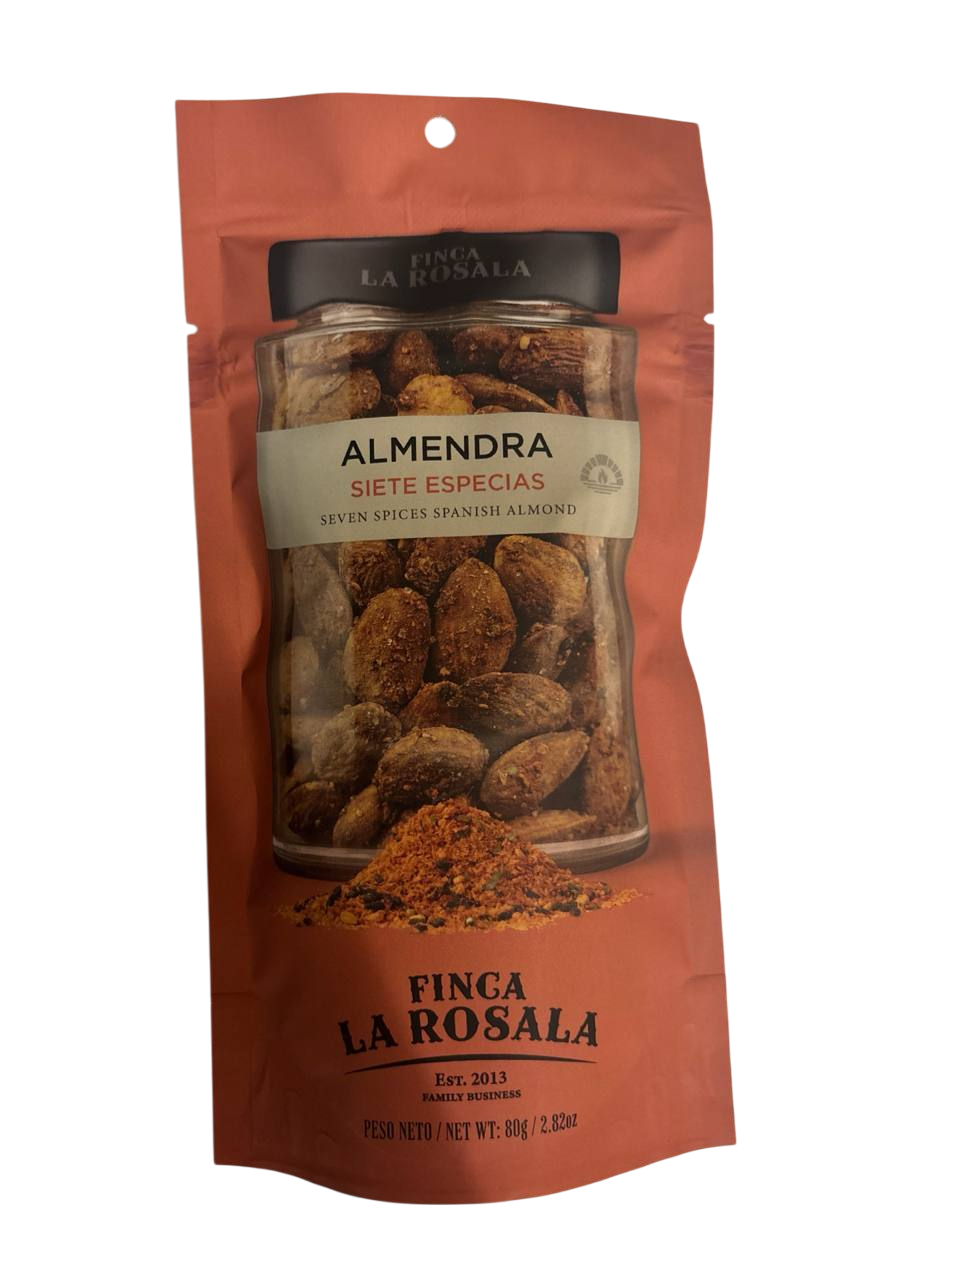 FINCA
LA ROSALA
ALMENDRA
SIETE ESPECIAS
SEVEN SPICES SPANISH ALMOND
FINCA
LA ROSALA
Est. 2013
FAMILY BUSINESS
PESO NETO / NET WT: 80g / 2.82oz